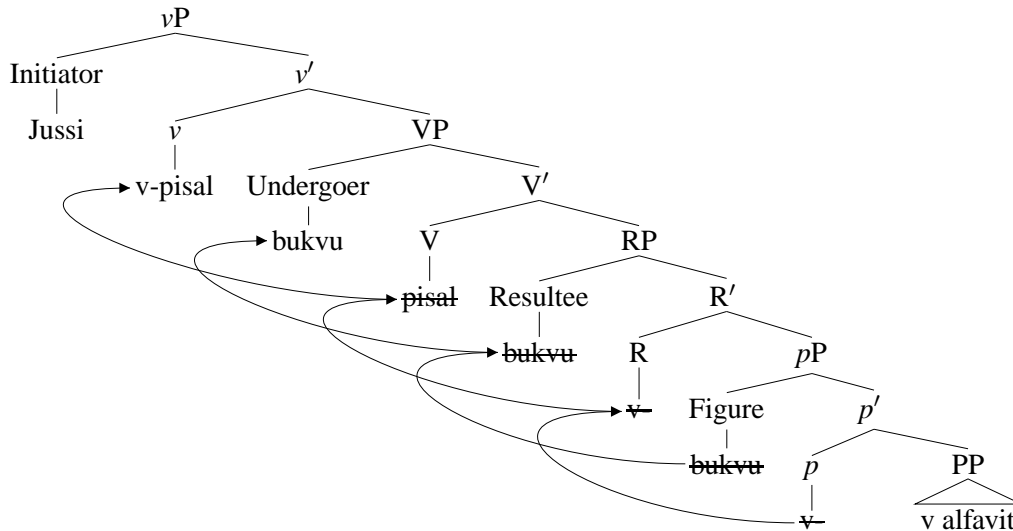 vP
Initiator v′
Jussi v VP
v-pisal Undergoer V′
bukvu V RP
pisal Resultee R′
bukvu R pP
v- Figure p′
bukvu p PP
v- v alfavit